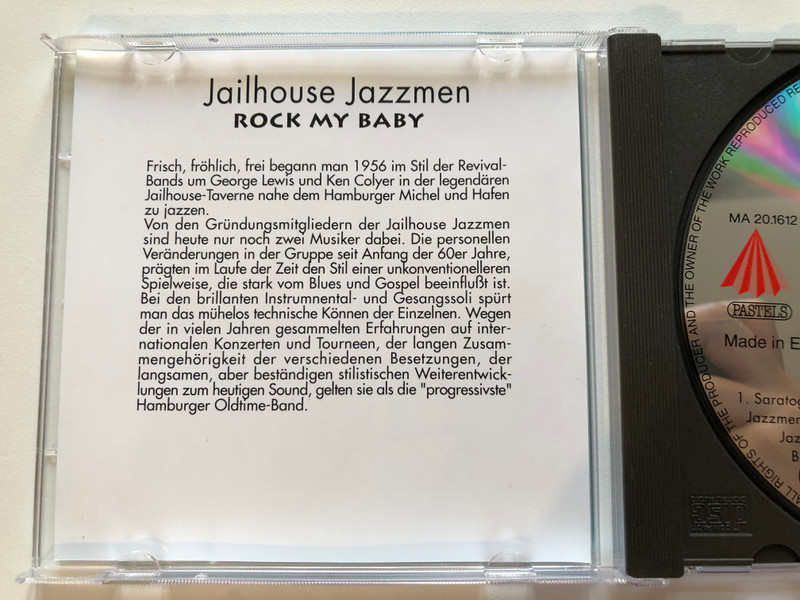 Jailhouse Jazzmen
ROCK MY BABY
Frisch, fröhlich, frei begann man 1956 im Stil der Revival-
Bands um George Lewis und Ken Colyer in der legendären
Jailhouse-Taverne nahe dem Hamburger Michel und Hafen
zu jazzen.
Von den Gründungsmitgliedern der Jailhouse Jazzmen
sind heute nur noch zwei Musiker dabei. Die personellen
Veränderungen in der Gruppe seit Anfang der 60er Jahre,
prägten im Laufe der Zeit den Stil einer unkonventionelleren
Spielweise, die stark vom Blues und Gospel beeinflußt ist.
Bei den brillanten Instrumnental- und Gesangssoli spürt
man das mühelos technische Können der Einzelnen. Wegen
der in vielen Jahren gesammelten Erfahrungen auf inter-
nationalen Konzerten und Tourneen, der langen Zusam-
mengehörigkeit der verschiedenen Besetzungen, der
langsamen, aber beständigen stilistischen Weiterentwick-
lungen zum heutigen Sound, gelten sie als die "progressivste"
Hamburger Oldtime-Band.
ALL RIGHTS OF THE PRODUCER AND THE OWNER OF THE WORK REPRODUCED RE
MA 20.1612
PASTELS
Made in E
1. Saratog
Jazzmen
Jaz
B